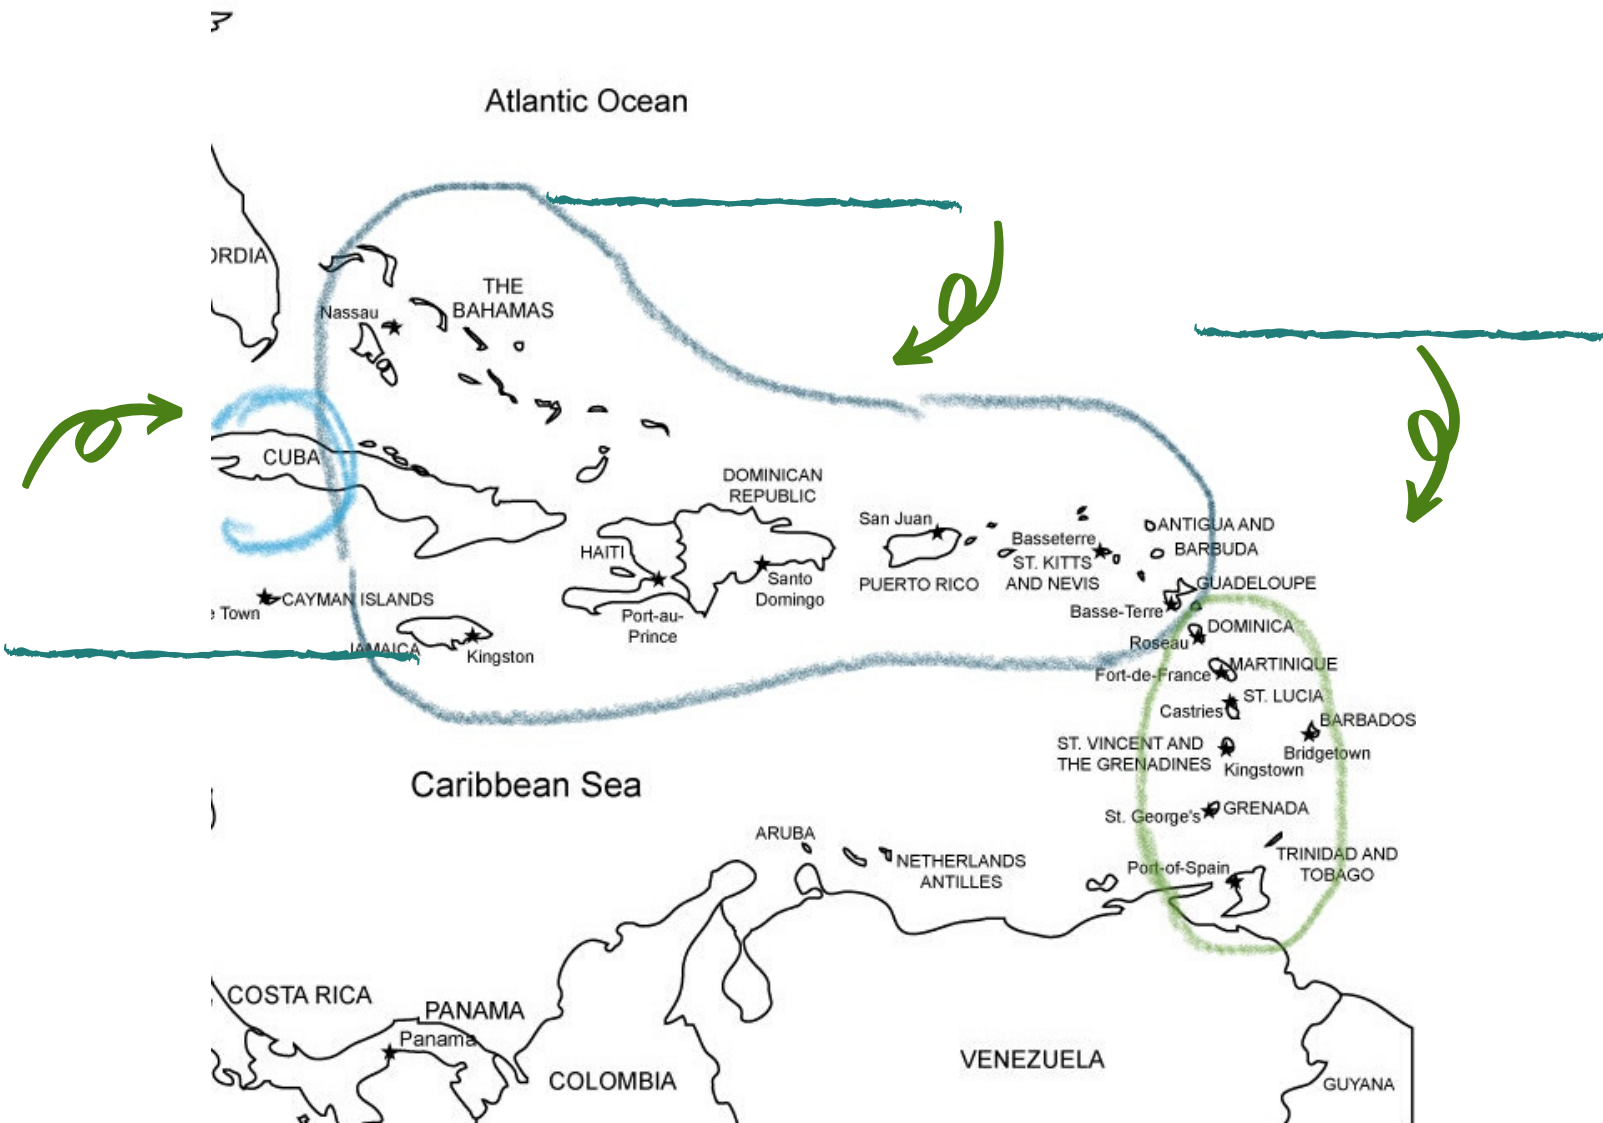 Atlantic Ocean
ORDIA
THE
BAHAMAS
Nassau
CUBA
DOMINICAN
REPUBLIC
San Juan
ANTIGUA AND
BARBUDA
Basseterre
ST. KITTS
AND NEVIS
HAITI
PUERTO RICO
GUADELOUPE
Santo
Domingo
CAYMAN ISLANDS
e Town
Basse-Terre
Port-au-
Prince
DOMINICA
Roseau
JAMAICA
Kingston
MARTINIQUE
Fort-de-France
ST. LUCIA
Castries
BARBADOS
Bridgetown
ST. VINCENT AND
THE GRENADINES
Kingstown
Caribbean Sea
GRENADA
St. George's
ARUBA
NETHERLANDS
ANTILLES
TRINIDAD AND
TOBAGO
Port-of-Spain
COSTA RICA
PANAMA
Panama
COLOMBIA
VENEZUELA
GUYANA